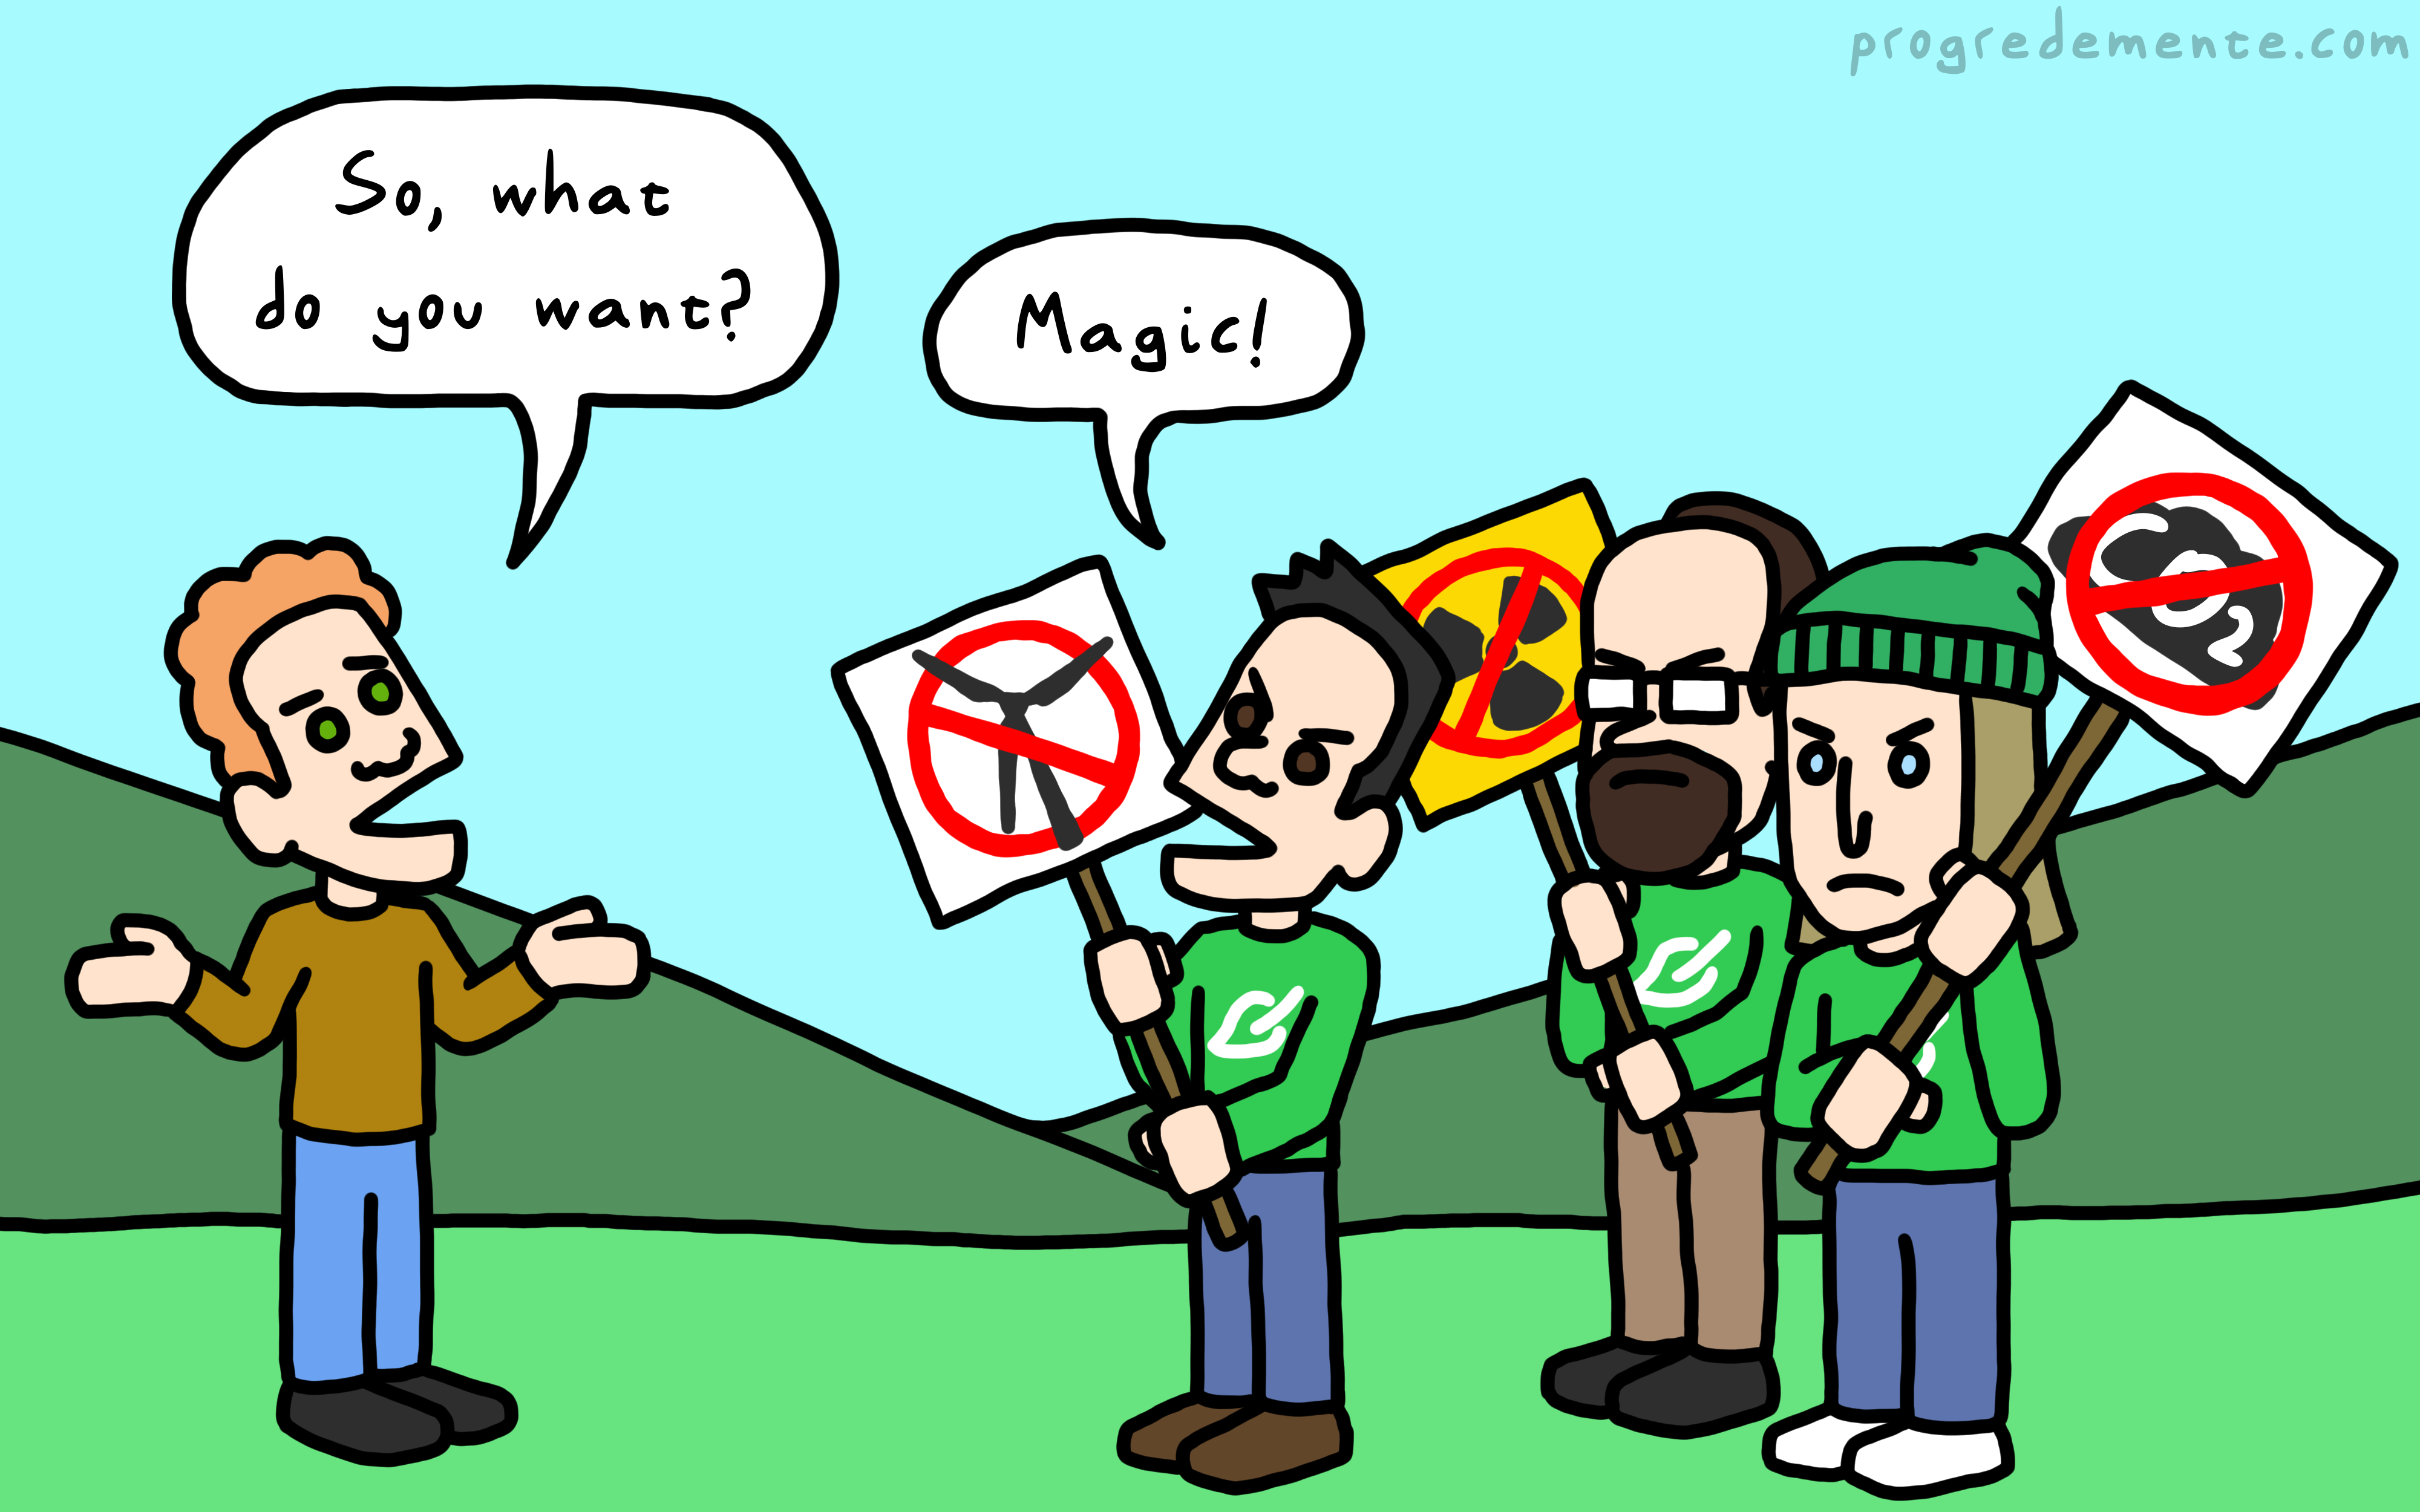 progredemente.com
So, what
do you want?
Magic!
CO2